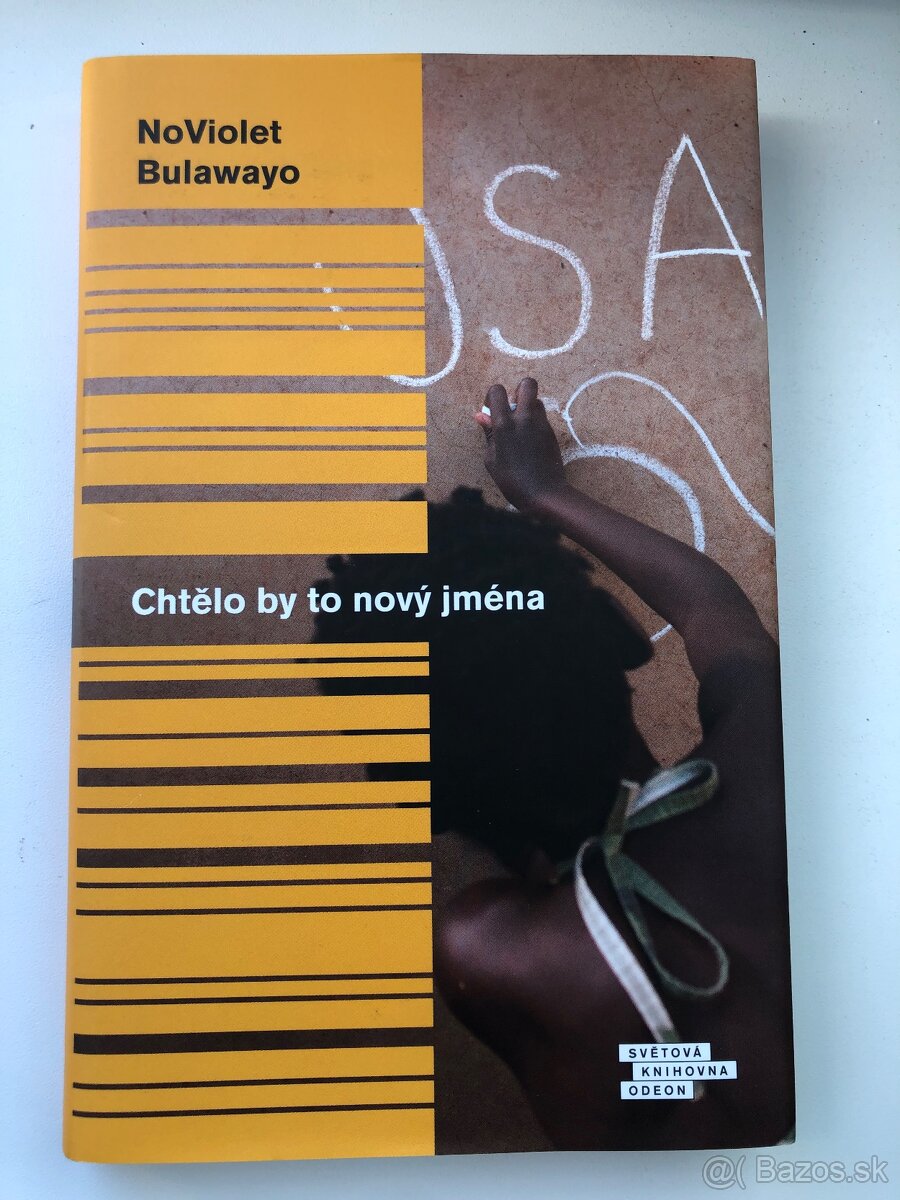 NoViolet
Bulawayo
USA
Chtělo by to nový jména
SVĚTOVÁ
KNIHOVNA
ODEON
@( Bazos.sk